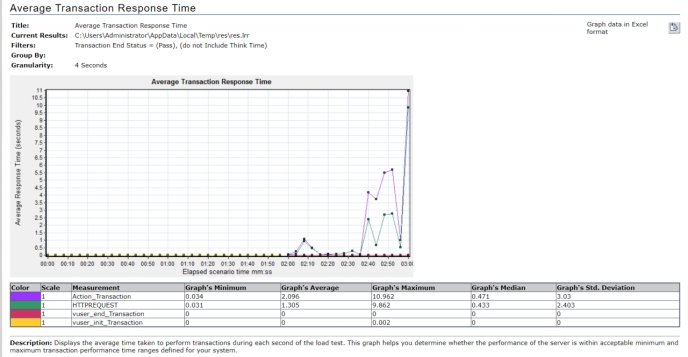 Average Transaction Response Time
Title: Average Transaction Response Time
Current Results: C:\Users\Administrator\AppData\Local\Temp\res\res.lrr
Filters: Transaction End Status = (Pass), (do not Include Think Time)
Group By:
Granularity: 4 Seconds
Graph data in Excel
format
Average Transaction Response Time
Average Response Time (seconds)
11
10.5
10
9.5
9
8.5
8
7.5
7
6.5
6
5.5
5
4.5
4
3.5
3
2.5
2
1.5
1
0.5
0
00:00 00:10 00:20 00:30 00:40 00:50 01:00 01:10 01:20 01:30 01:40 01:50 02:00 02:10 02:20 02:30 02:40 02:50 03:00
Elapsed scenario time mm:ss
Color Scale Measurement Graph's Minimum Graph's Average Graph's Maximum Graph's Median Graph's Std. Deviation
1 Action_Transaction 0.034 2.096 10.962 0.471 3.03
1 HTTPREQUEST 0.031 1.305 9.862 0.433 2.403
1 vuser_end_Transaction 0 0 0 0 0
1 vuser_init_Transaction 0 0 0.002 0 0
Description: Displays the average time taken to perform transactions during each second of the load test. This graph helps you determine whether the performance of the server is within acceptable minimum and
maximum transaction performance time ranges defined for your system.